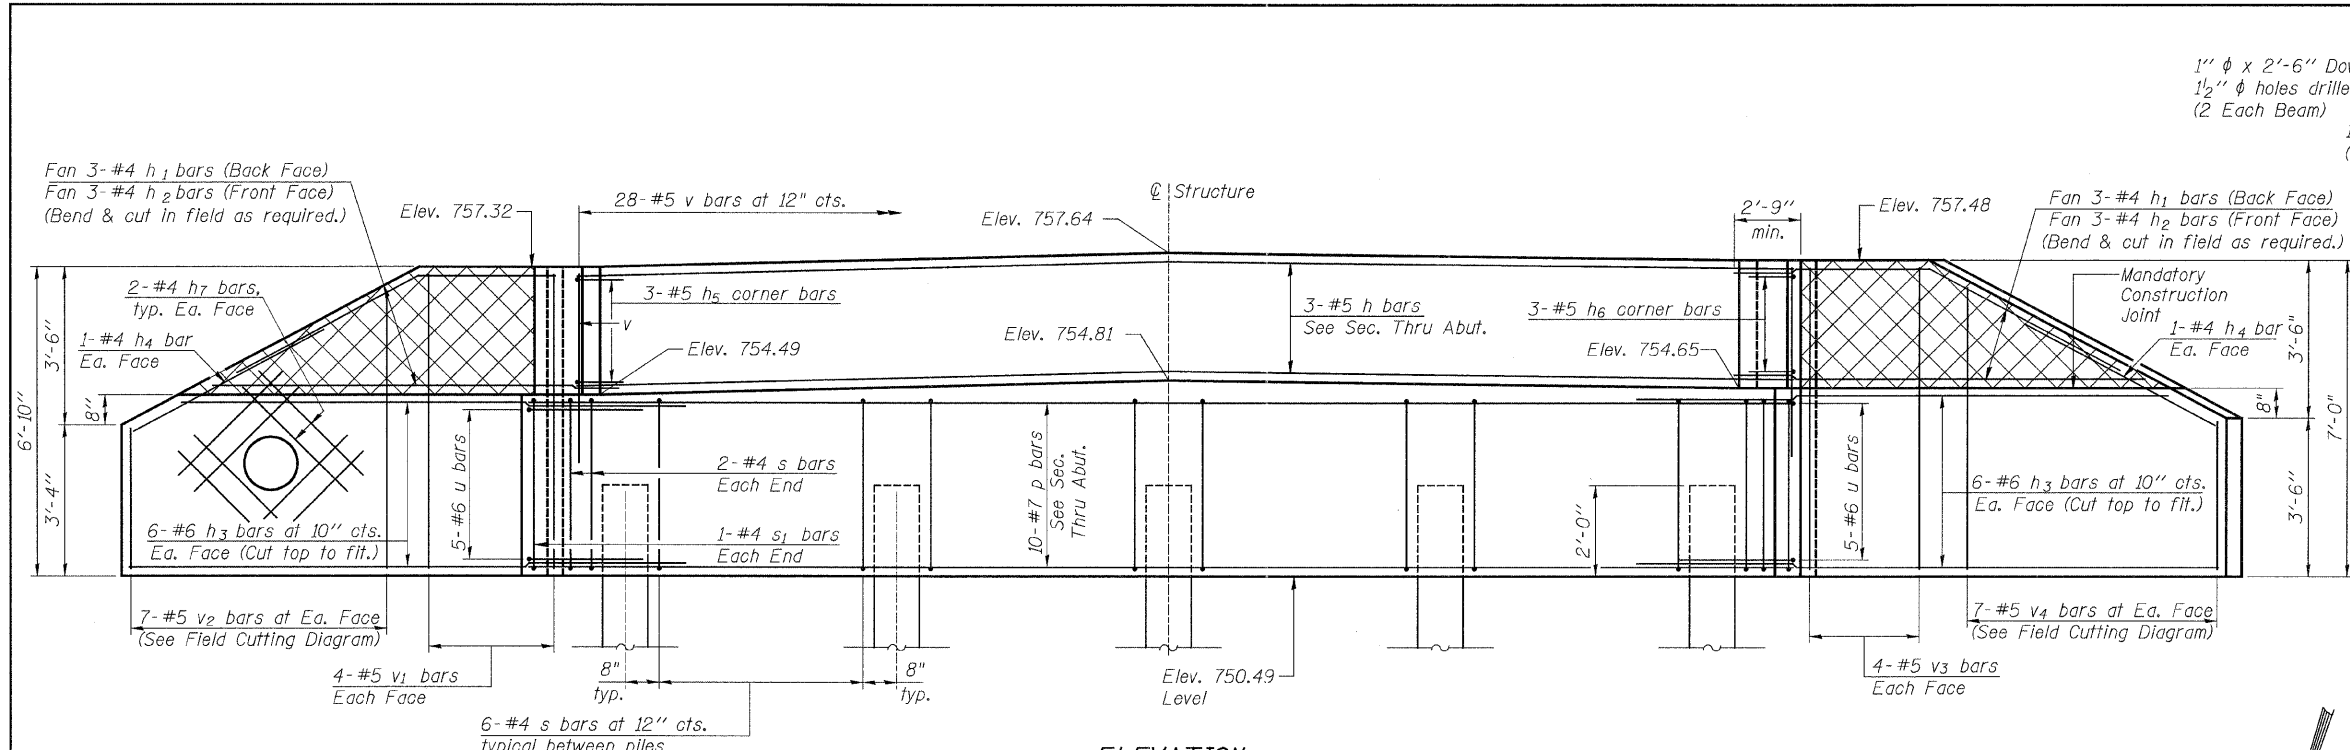 1" ϕ x 2'-6"
1½" ϕ holes
(2 Each Beam)
Fan 3-#4 h1 bars (Back Face)
Fan 3-#4 h2 bars (Front Face)
(Bend & cut in field as required.)
Elev. 757.32
28-#5 v bars at 12" cts.
℄ Structure
Elev. 757.64
2'-9"
min.
Elev. 757.48
Fan 3-#4 h1 bars (Back Face)
Fan 3-#4 h2 bars (Front Face)
(Bend & cut in field as required.)
2-#4 h7 bars,
typ. Ea. Face
1-#4 h4 bar
Ea. Face
3-#5 h5 corner bars
v
Elev. 754.49
Elev. 754.81
3-#5 h bars
See Sec. Thru Abut.
3-#5 h6 corner bars
Elev. 754.65
Mandatory
Construction
Joint
1-#4 h4 bar
Ea. Face
3'-6"
8"
6'-10"
3'-4"
3'-6"
8"
7'-0"
3'-6"
5-#6 u bars
2-#4 s bars
Each End
10-#7 p bars
See Sec.
Thru Abut.
2'-0"
5-#6 u bars
6-#6 h3 bars at 10" cts.
Ea. Face (Cut top to fit.)
6-#6 h3 bars at 10" cts.
Ea. Face (Cut top to fit.)
1-#4 s1 bars
Each End
7-#5 v2 bars at Ea. Face
(See Field Cutting Diagram)
7-#5 v4 bars at Ea. Face
(See Field Cutting Diagram)
4-#5 v1 bars
Each Face
8"
typ.
8"
typ.
Elev. 750.49
Level
4-#5 v3 bars
Each Face
6-#4 s bars at 12" cts.
typical between piles
ELEVATION